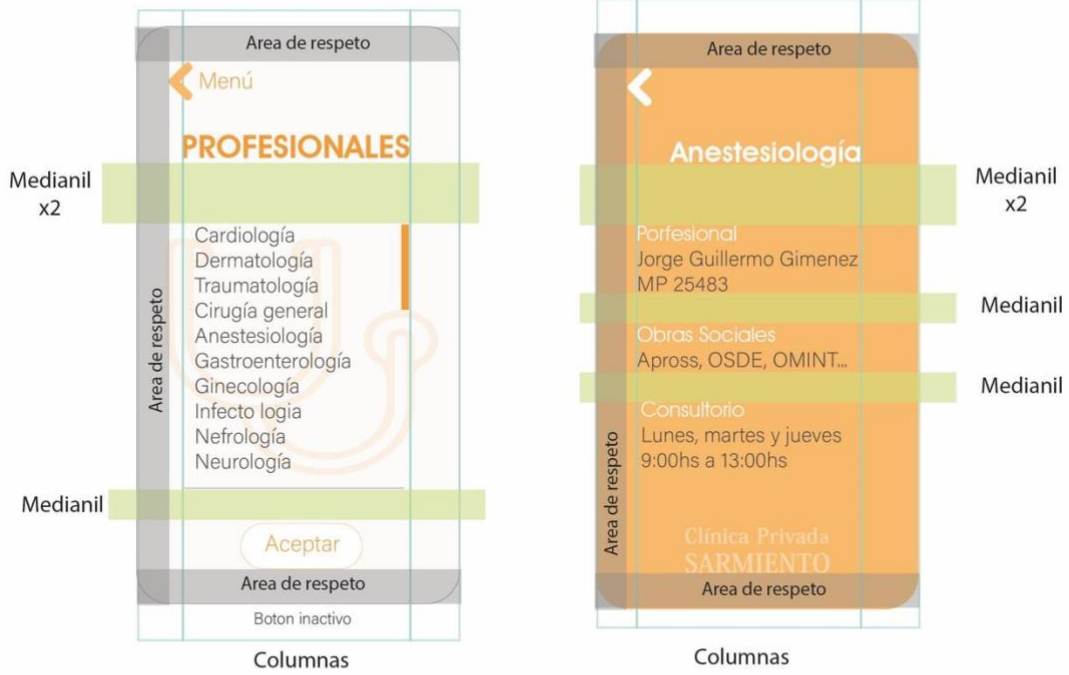 Area de respeto
Menú
PROFESIONALES
Medianil
x2
Cardiología
Dermatología
Traumatología
Cirugía general
Anestesiología
Gastroenterología
Ginecología
Infecto logia
Nefrología
Neurología
Area de respeto
Medianil
Aceptar
Area de respeto
Boton inactivo
Columnas
Area de respeto
Anestesiología
Medianil
x2
Porfesional
Jorge Guillermo Gimenez
MP 25483
Medianil
Obras Sociales
Apross, OSDE, OMINT...
Medianil
Consultorio
Lunes, martes y jueves
9:00hs a 13:00hs
Area de respeto
Clínica Privada
SARMIENTO
Area de respeto
Columnas